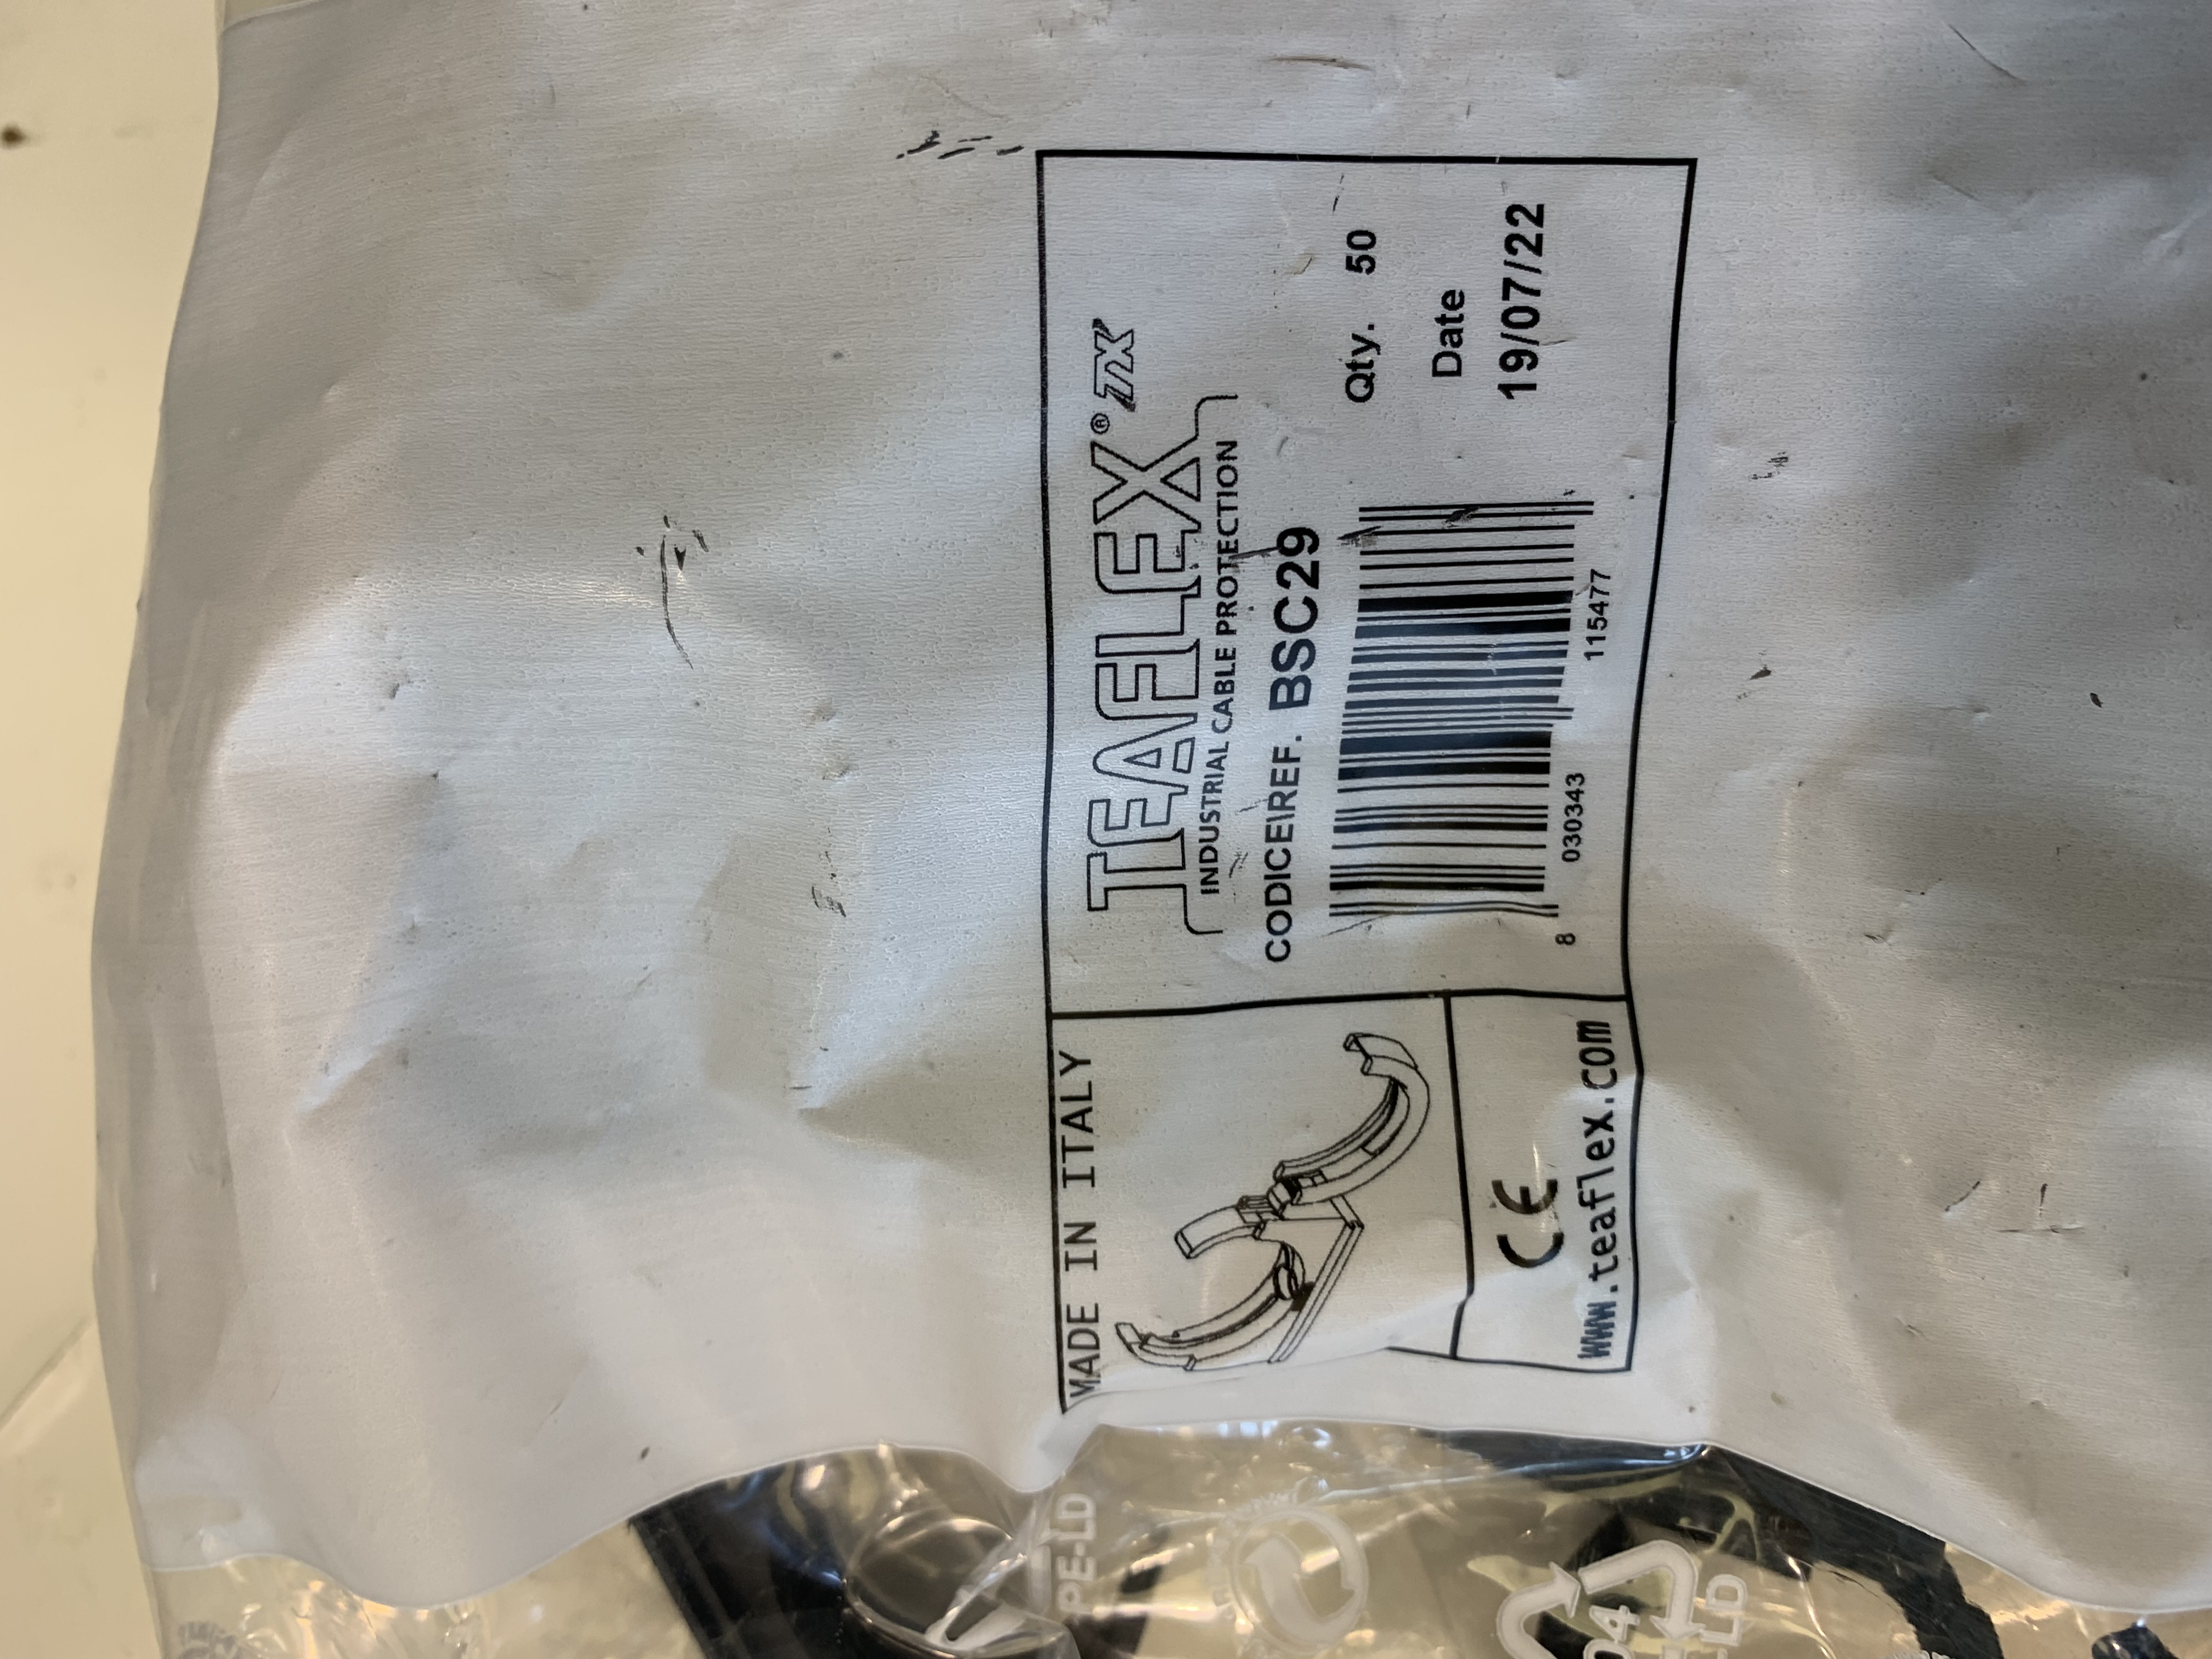 TEAFLEX® TX
INDUSTRIAL CABLE PROTECTION
CODICE\REF. BSC29
Qty. 50
Date
19/07/22
8 030343 115477
MADE IN ITALY
CE
www.teaflex.com
PE-LD